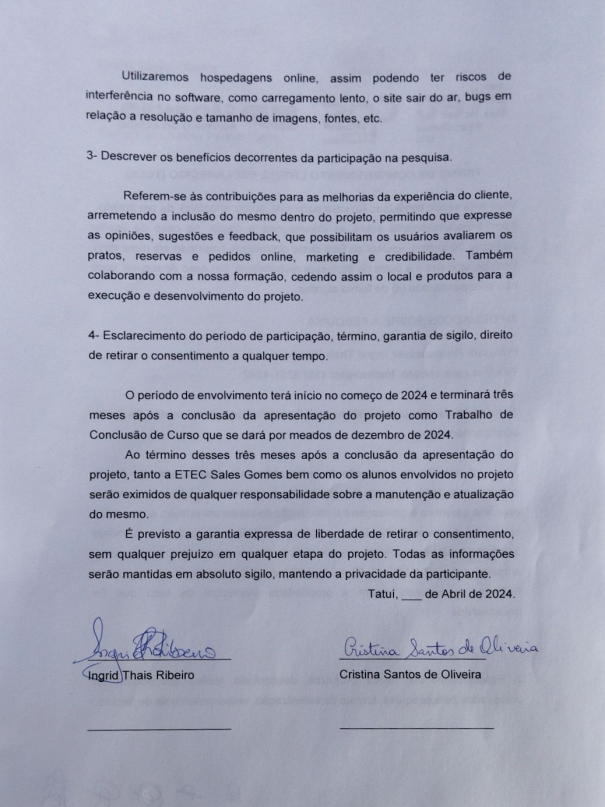 Utilizaremos hospedagens online, assim podendo ter riscos de
interferência no software, como carregamento lento, o site sair do ar, bugs em
relação a resolução e tamanho de imagens, fontes, etc.
3- Descrever os benefícios decorrentes da participação na pesquisa.
Referem-se às contribuições para as melhorias da experiência do cliente,
arremetendo a inclusão do mesmo dentro do projeto, permitindo que expresse
as opiniões, sugestões e feedback, que possibilitam os usuários avaliarem os
pratos, reservas e pedidos online, marketing e credibilidade. Também
colaborando com a nossa formação, cedendo assim o local e produtos para a
execução e desenvolvimento do projeto.
4- Esclarecimento do período de participação, término, garantia de sigilo, direito
de retirar o consentimento a qualquer tempo.
O período de envolvimento terá início no começo de 2024 e terminará três
meses após a conclusão da apresentação do projeto como Trabalho de
Conclusão de Curso que se dará por meados de dezembro de 2024.
Ao término desses três meses após a conclusão da apresentação do
projeto, tanto a ETEC Sales Gomes bem como os alunos envolvidos no projeto
serão eximidos de qualquer responsabilidade sobre a manutenção e atualização
do mesmo.
É previsto a garantia expressa de liberdade de retirar o consentimento,
sem qualquer prejuízo em qualquer etapa do projeto. Todas as informações
serão mantidas em absoluto sigilo, mantendo a privacidade da participante.
Tatuí, ___ de Abril de 2024.
Cristina Santos de Oliveira
Ingrid Thais Ribeiro
Cristina Santos de Oliveira